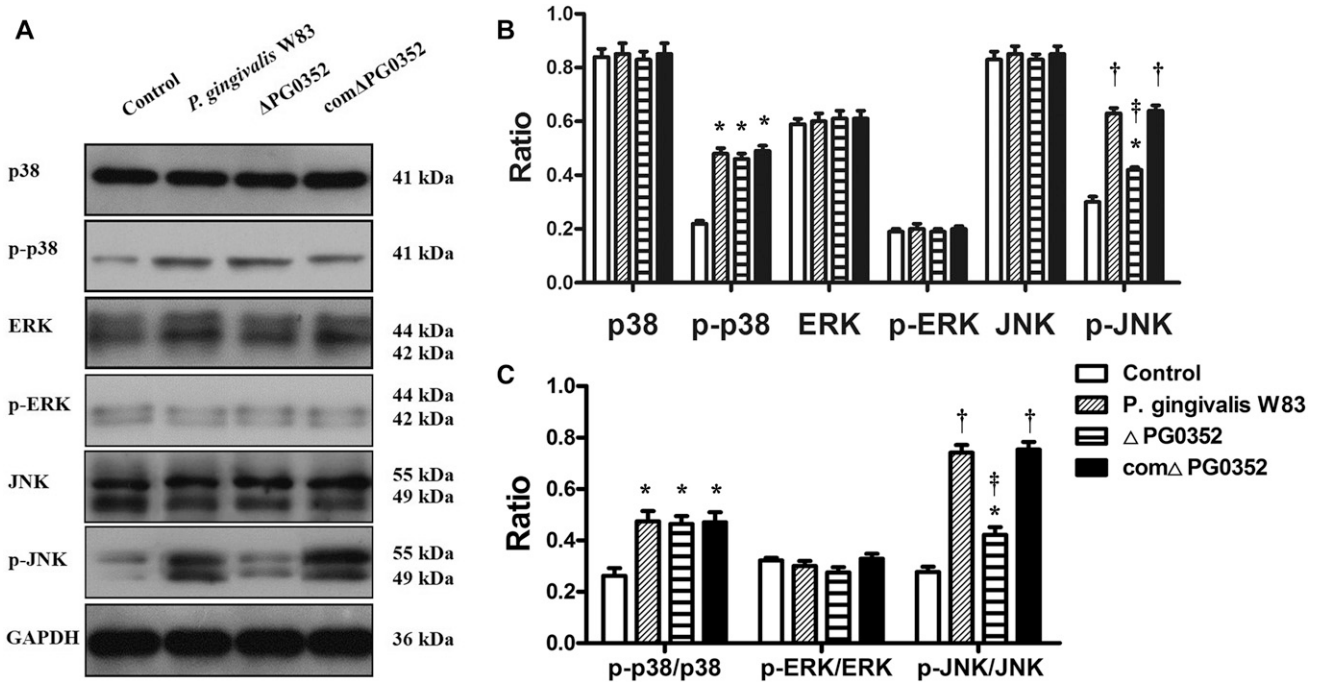 A
Control
P. gingivalis W83
ΔPG0352
comΔPG0352
p38
41 kDa
p-p38
41 kDa
ERK
44 kDa
42 kDa
p-ERK
44 kDa
42 kDa
JNK
55 kDa
49 kDa
p-JNK
55 kDa
49 kDa
GAPDH
36 kDa
B
Ratio
1.0
0.8
0.6
0.4
0.2
0.0
* * *
† ‡ * †
p38 p-p38 ERK p-ERK JNK p-JNK
C
Ratio
1.0
0.8
0.6
0.4
0.2
0.0
* * *
† ‡ * †
p-p38/p38 p-ERK/ERK p-JNK/JNK
Control
P. gingivalis W83
△ PG0352
com△ PG0352